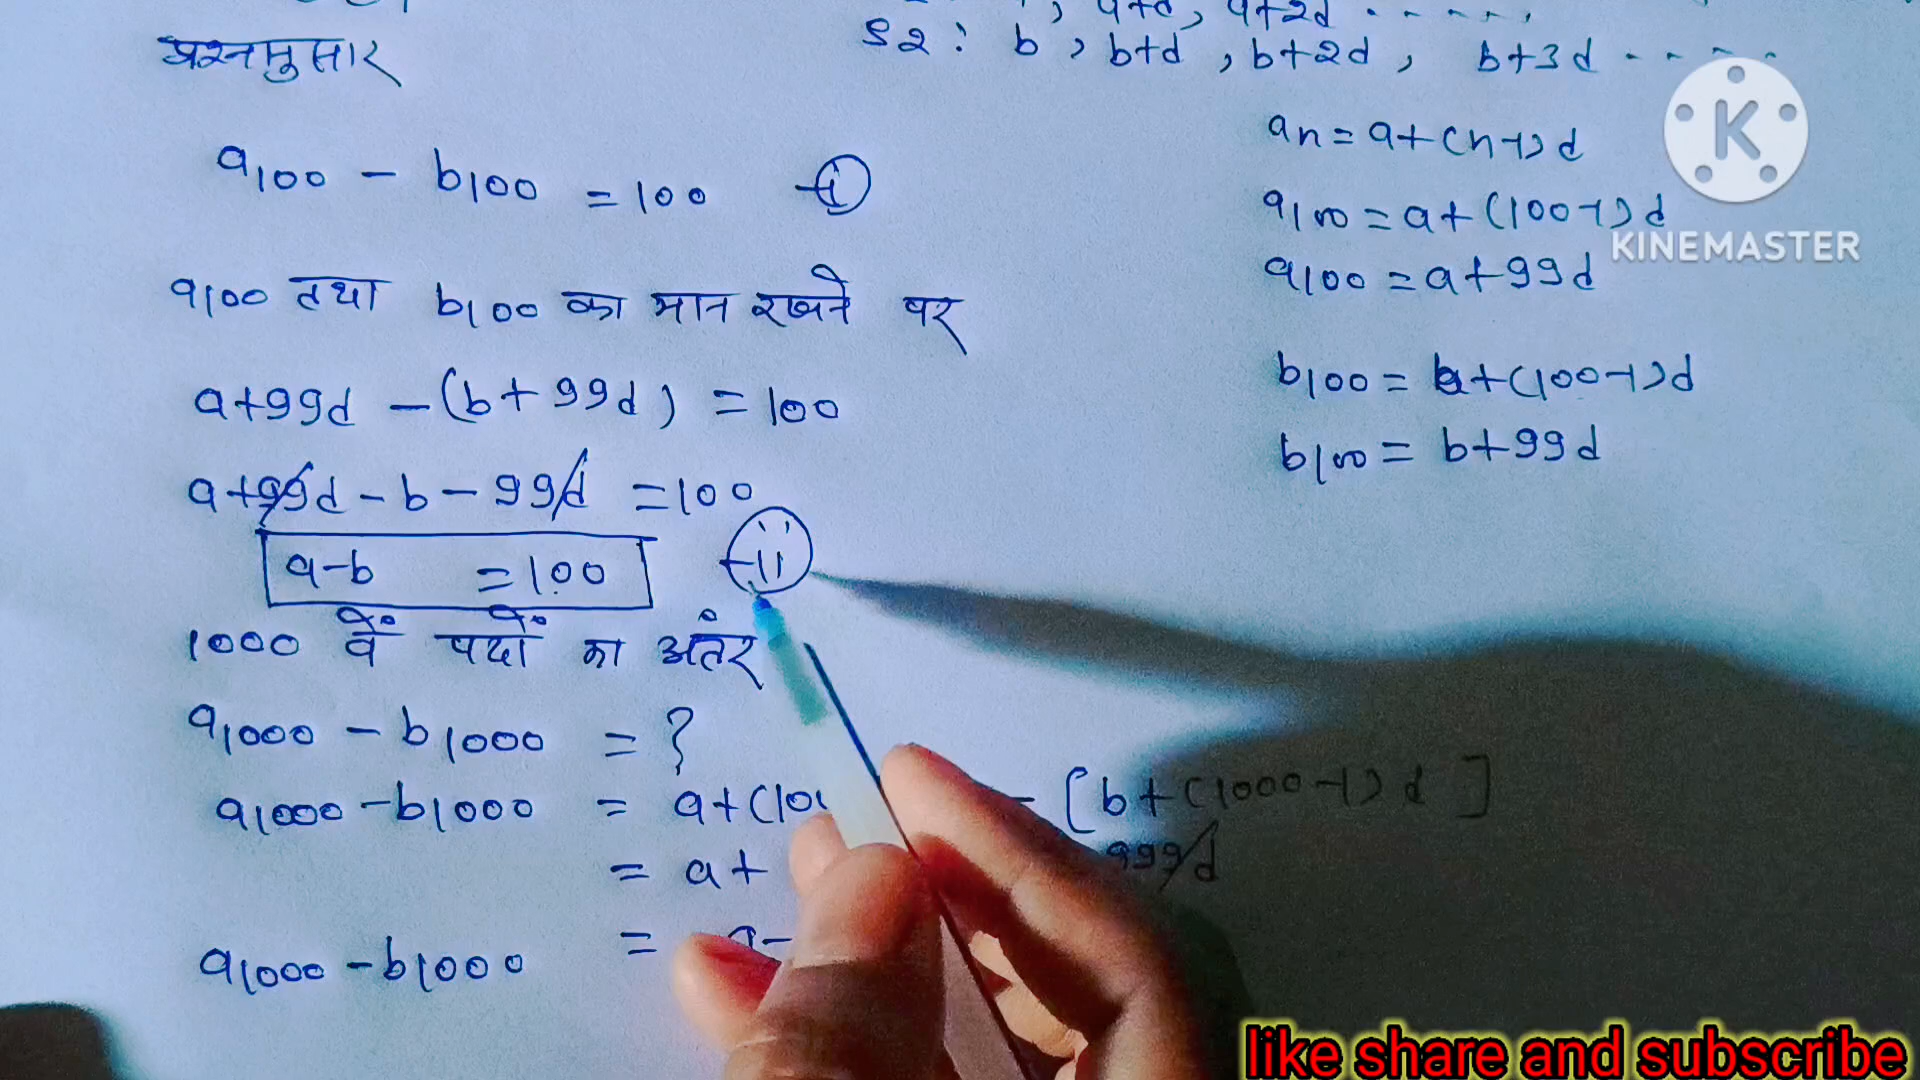 a+d, a+2d - - - - -,
प्रश्नानुसार
S2 : b, b+d, b+2d, b+3d - - - - -
a100 - b100 = 100 - (i)
a100 तथा b100 का मान रखने पर
a+99d - (b+99d) = 100
a+99d - b - 99d = 100
a-b = 100 - (ii)
1000 वें पदों का अंतर
a1000 - b1000 = ?
a1000 - b1000 = a+(100 - [b+(1000-1)d]
= a+ 999d
a1000 - b1000 = a-
an = a+(n-1)d
a100 = a+(100-1)d
a100 = a+99d
b100 = b+(100-1)d
b100 = b+99d
K
KINEMASTER
like share and subscribe